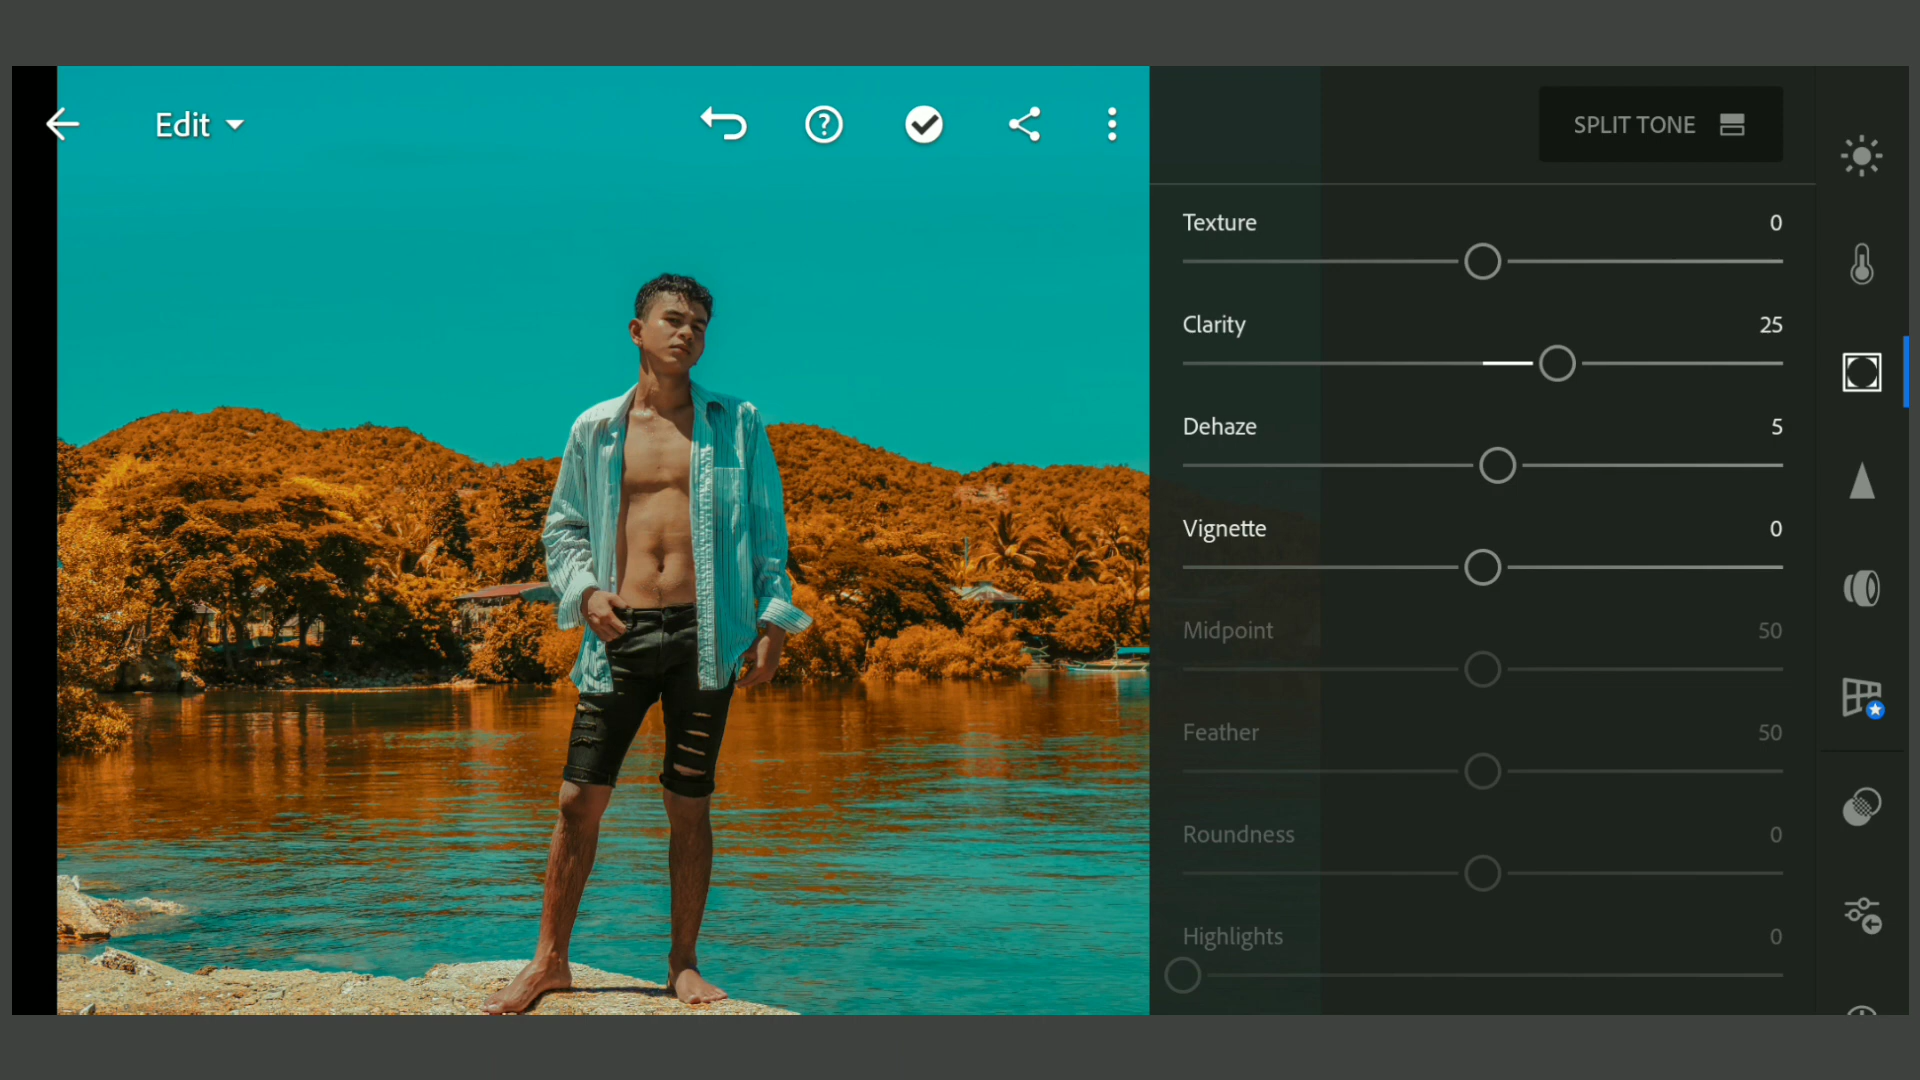 Edit
SPLIT TONE
Texture 0
Clarity 25
Dehaze 5
Vignette 0
Midpoint 50
Feather 50
Roundness 0
Highlights 0